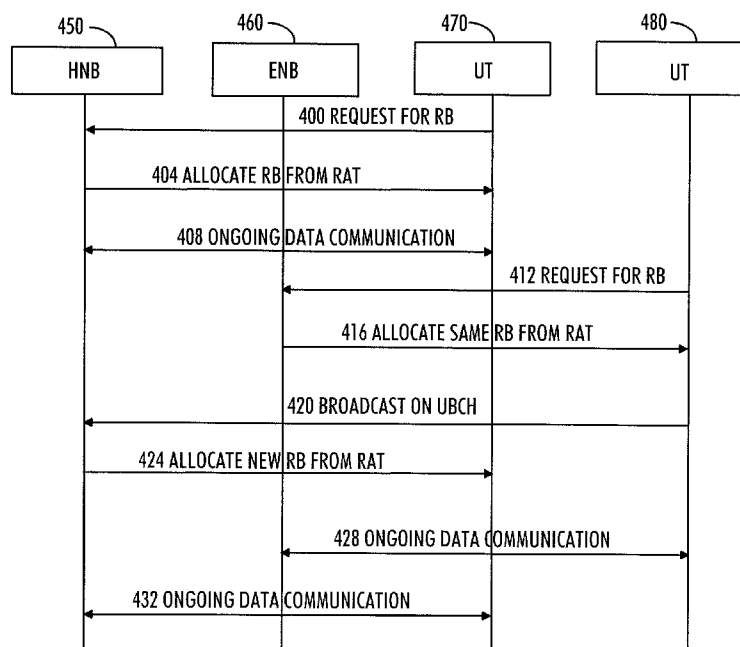 450
460
470
480
HNB
ENB
UT
UT
400 REQUEST FOR RB
404 ALLOCATE RB FROM RAT
408 ONGOING DATA COMMUNICATION
412 REQUEST FOR RB
416 ALLOCATE SAME RB FROM RAT
420 BROADCAST ON UBCH
424 ALLOCATE NEW RB FROM RAT
428 ONGOING DATA COMMUNICATION
432 ONGOING DATA COMMUNICATION